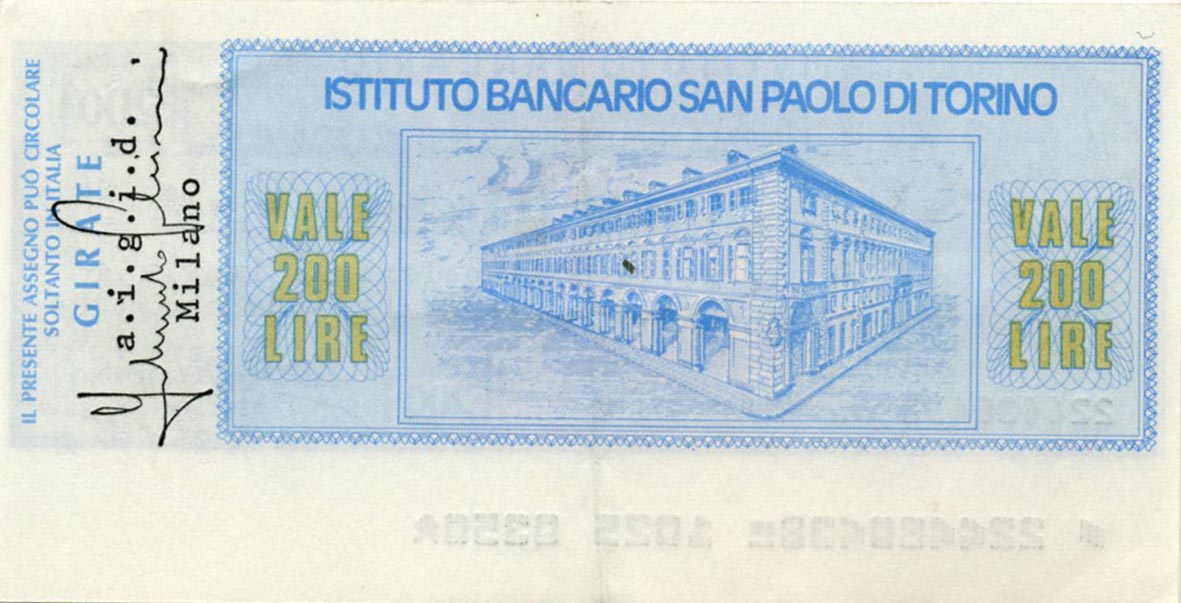 ISTITUTO BANCARIO SAN PAOLO DI TORINO
IL PRESENTE ASSEGNO PUÒ CIRCOLARE
SOLTANTO IN ITALIA
GIRATE
a.i.g.i.d.
Milano
VALE
200
LIRE
VALE
200
LIRE